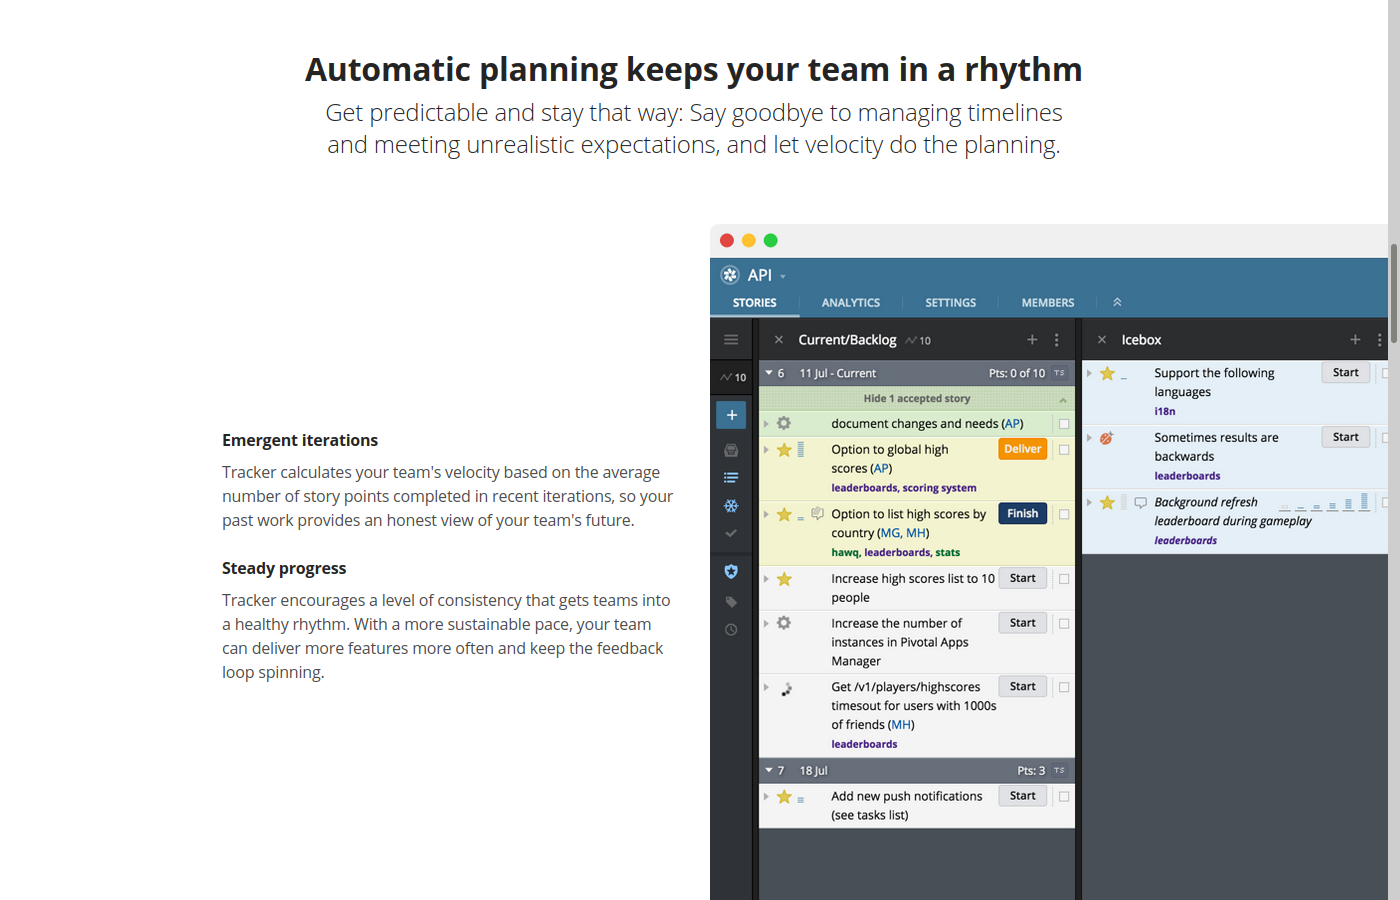 Automatic planning keeps your team in a rhythm
Get predictable and stay that way: Say goodbye to managing timelines
and meeting unrealistic expectations, and let velocity do the planning.
Emergent iterations
Tracker calculates your team's velocity based on the average
number of story points completed in recent iterations, so your
past work provides an honest view of your team's future.
Steady progress
Tracker encourages a level of consistency that gets teams into
a healthy rhythm. With a more sustainable pace, your team
can deliver more features more often and keep the feedback
loop spinning.
API
STORIES ANALYTICS SETTINGS MEMBERS
10
Current/Backlog 10
6 11 Jul - Current Pts: 0 of 10 TS
Hide 1 accepted story
document changes and needs (AP)
Option to global high Deliver
scores (AP)
leaderboards, scoring system
Option to list high scores by Finish
country (MG, MH)
hawq, leaderboards, stats
Increase high scores list to 10 Start
people
Increase the number of Start
instances in Pivotal Apps
Manager
Get /v1/players/highscores Start
timesout for users with 1000s
of friends (MH)
leaderboards
7 18 Jul Pts: 3 TS
Add new push notifications Start
(see tasks list)
Icebox
Support the following Start
languages
i18n
Sometimes results are Start
backwards
leaderboards
Background refresh
leaderboard during gameplay
leaderboards